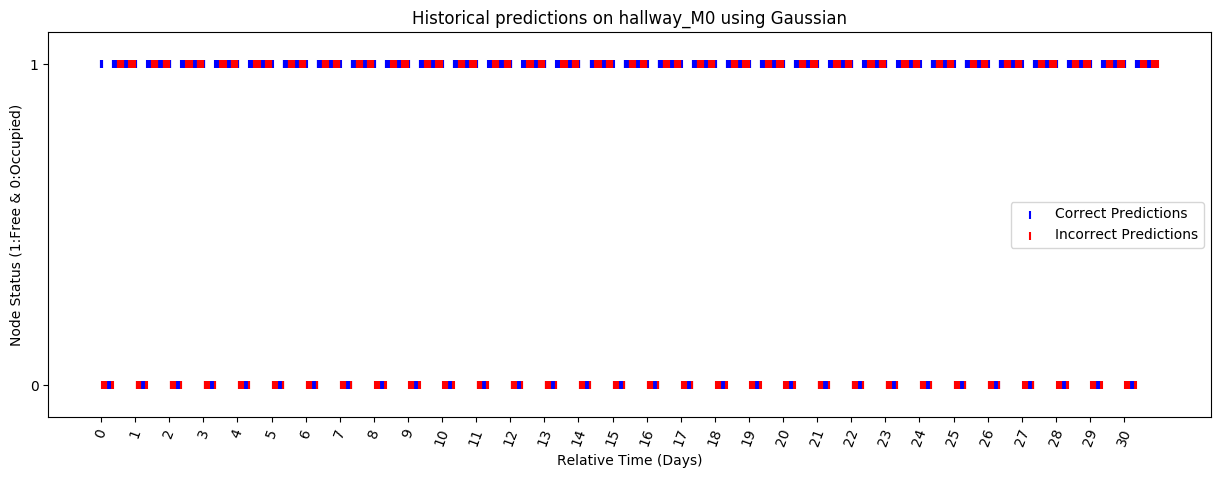 Historical predictions on hallway_M0 using Gaussian
Node Status (1:Free & 0:Occupied)
1
0
Correct Predictions
Incorrect Predictions
0 1 2 3 4 5 6 7 8 9 10 11 12 13 14 15 16 17 18 19 20 21 22 23 24 25 26 27 28 29 30
Relative Time (Days)